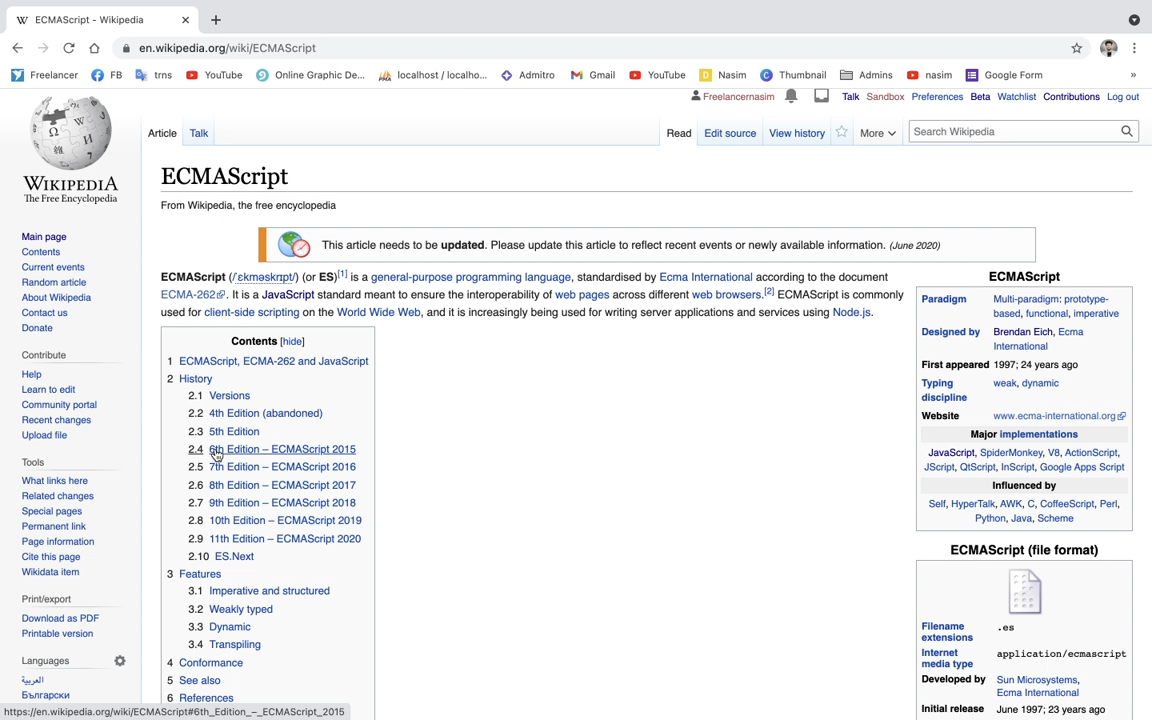 ECMAScript - Wikipedia
en.wikipedia.org/wiki/ECMAScript
Freelancer FB trns YouTube Online Graphic De... localhost / localho... Admitro Gmail YouTube Nasim Thumbnail Admins nasim Google Form »
Freelancernasim Talk Sandbox Preferences Beta Watchlist Contributions Log out
Article Talk Read Edit source View history More Search Wikipedia
WIKIPEDIA
The Free Encyclopedia
Main page
Contents
Current events
Random article
About Wikipedia
Contact us
Donate
Contribute
Help
Learn to edit
Community portal
Recent changes
Upload file
Tools
What links here
Related changes
Special pages
Permanent link
Page information
Cite this page
Wikidata item
Print/export
Download as PDF
Printable version
Languages
العربية
Български
ECMAScript
From Wikipedia, the free encyclopedia
This article needs to be updated. Please update this article to reflect recent events or newly available information. (June 2020)
ECMAScript (/ˈɛkməskrɪpt/) (or ES)[1] is a general-purpose programming language, standardised by Ecma International according to the document
ECMA-262. It is a JavaScript standard meant to ensure the interoperability of web pages across different web browsers.[2] ECMAScript is commonly
used for client-side scripting on the World Wide Web, and it is increasingly being used for writing server applications and services using Node.js.
Contents [hide]
1 ECMAScript, ECMA-262 and JavaScript
2 History
2.1 Versions
2.2 4th Edition (abandoned)
2.3 5th Edition
2.4 6th Edition – ECMAScript 2015
2.5 7th Edition – ECMAScript 2016
2.6 8th Edition – ECMAScript 2017
2.7 9th Edition – ECMAScript 2018
2.8 10th Edition – ECMAScript 2019
2.9 11th Edition – ECMAScript 2020
2.10 ES.Next
3 Features
3.1 Imperative and structured
3.2 Weakly typed
3.3 Dynamic
3.4 Transpiling
4 Conformance
5 See also
6 References
ECMAScript
Paradigm Multi-paradigm: prototype-
based, functional, imperative
Designed by Brendan Eich, Ecma
International
First appeared 1997; 24 years ago
Typing weak, dynamic
discipline
Website www.ecma-international.org
Major implementations
JavaScript, SpiderMonkey, V8, ActionScript,
JScript, QtScript, InScript, Google Apps Script
Influenced by
Self, HyperTalk, AWK, C, CoffeeScript, Perl,
Python, Java, Scheme
ECMAScript (file format)
Filename .es
extensions
Internet application/ecmascript
media type
Developed by Sun Microsystems,
Ecma International
Initial release June 1997; 23 years ago
https://en.wikipedia.org/wiki/ECMAScript#6th_Edition_–_ECMAScript_2015